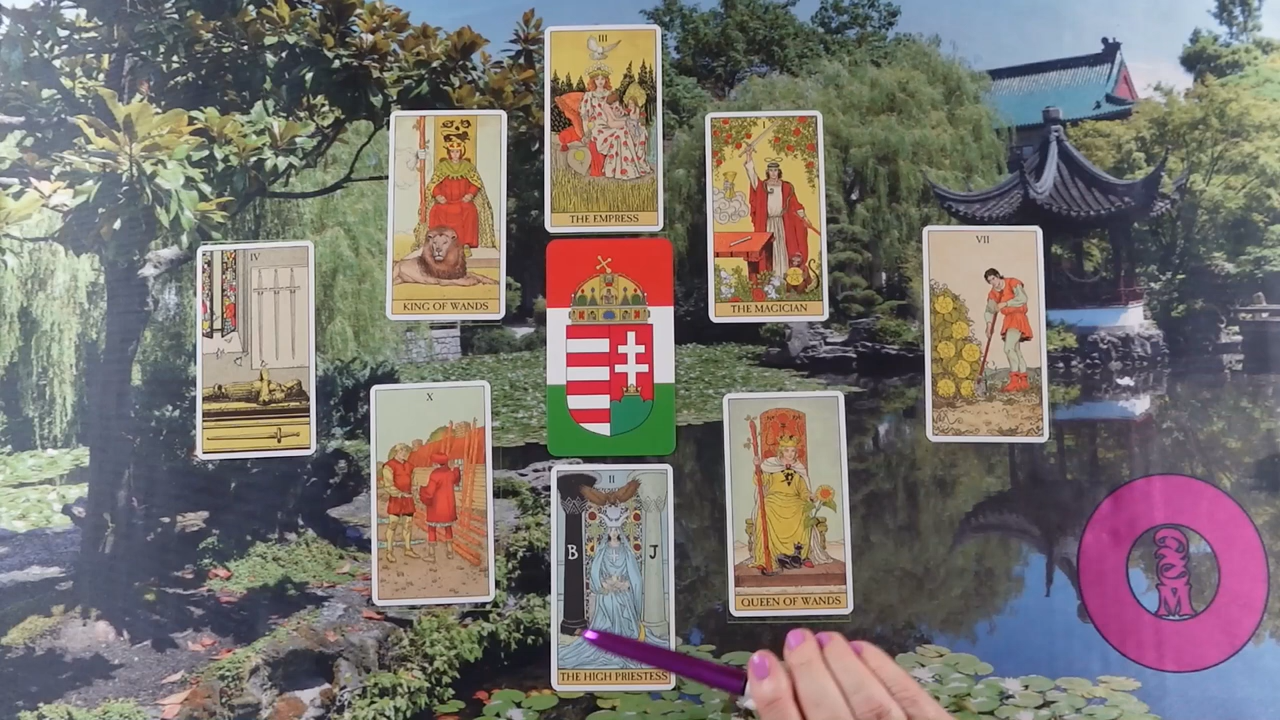 III
THE EMPRESS
KING OF WANDS
I
THE MAGICIAN
IV
VII
X
II
B J
THE HIGH PRIESTESS
QUEEN OF WANDS